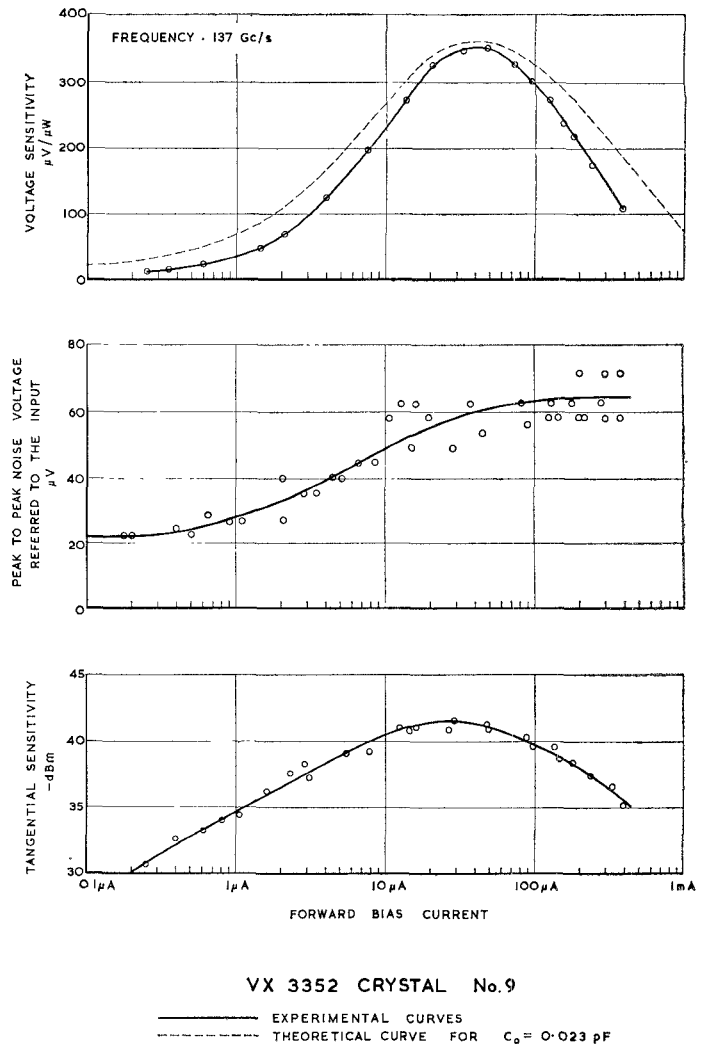 FREQUENCY - 137 Gc/s
400
300
200
100
0
VOLTAGE SENSITIVITY
µV/µW
80
60
40
20
0
PEAK TO PEAK NOISE VOLTAGE
REFERRED TO THE INPUT
µV
45
40
35
30
TANGENTIAL SENSITIVITY
-dBm
0·1µA 1µA 10µA 100µA 1mA
FORWARD BIAS CURRENT
VX 3352 CRYSTAL No.9
EXPERIMENTAL CURVES
THEORETICAL CURVE FOR C₀= 0·023 pF